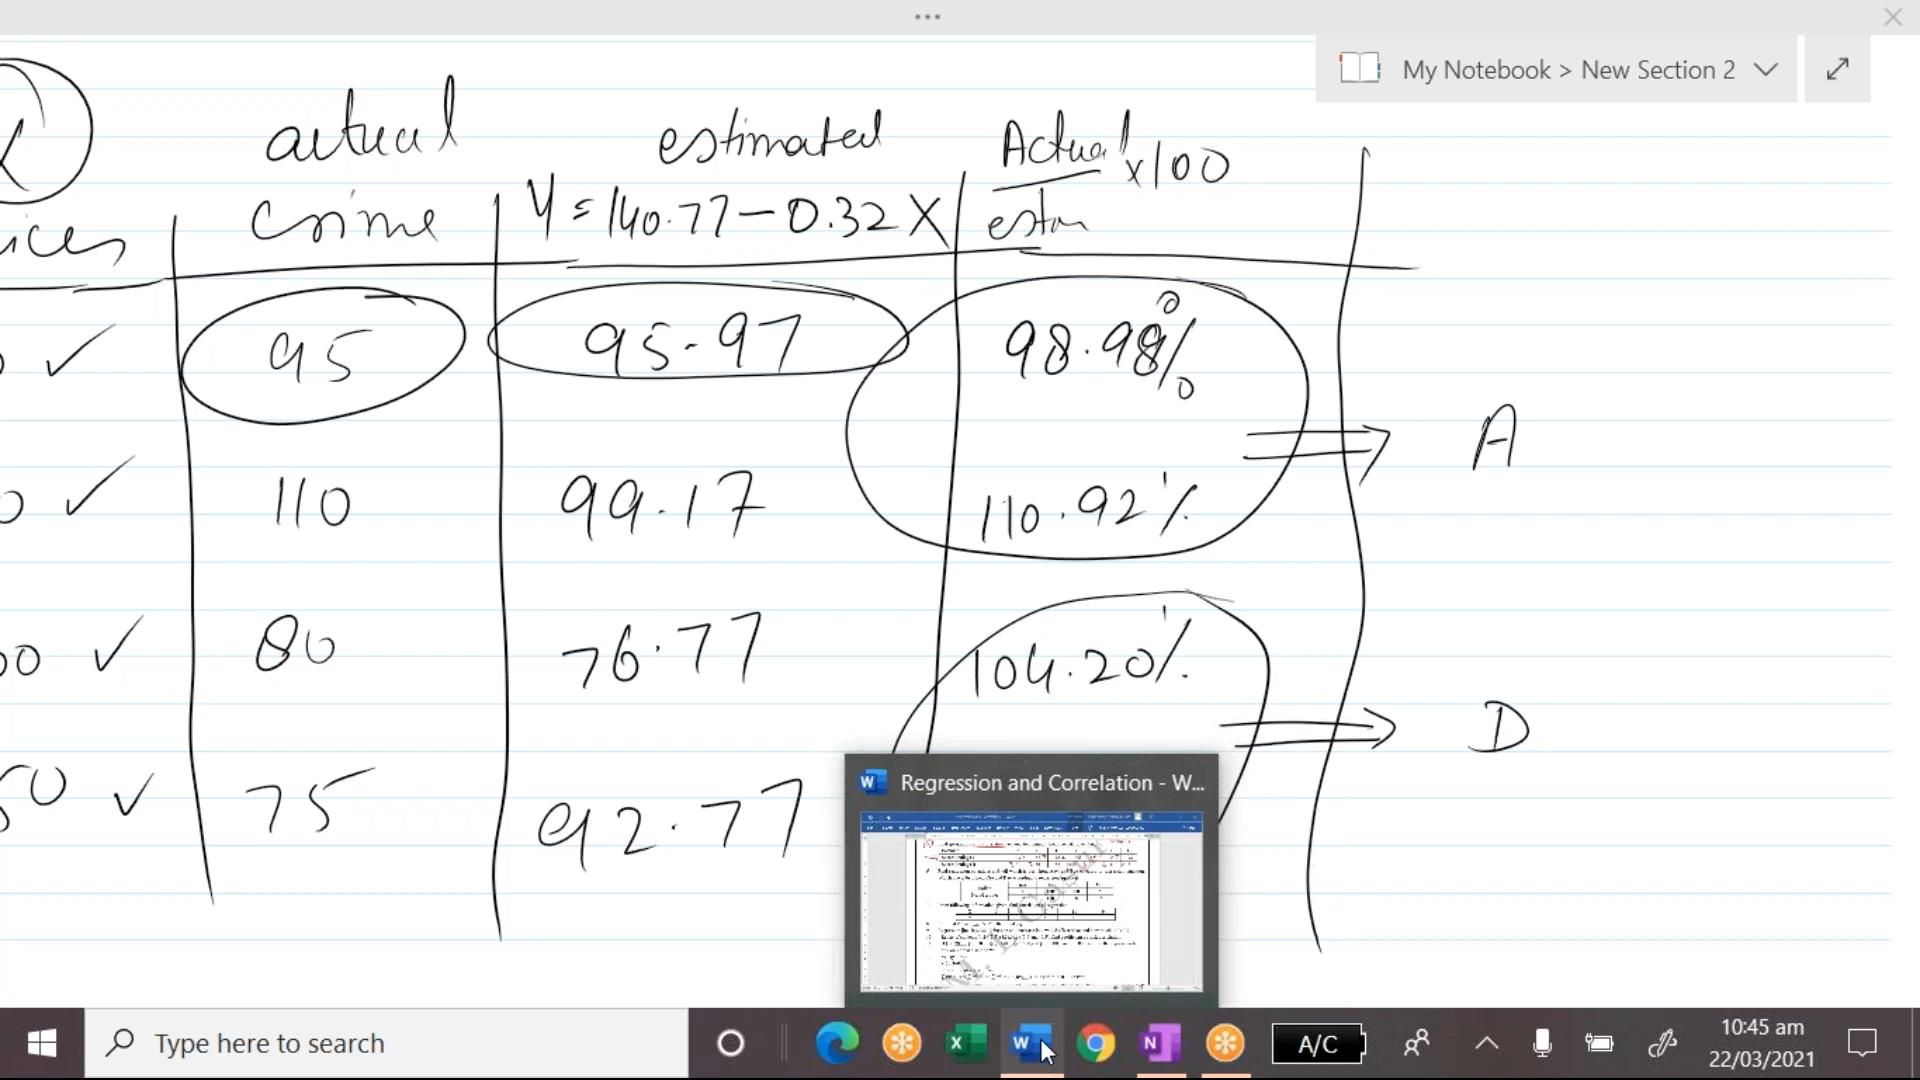 My Notebook > New Section 2
actual
estimated
Actual
x100
crime
Y = 140.77 - 0.32 X
estm
95
95.97
98.98%
A
110
99.17
110.92%
80
76.77
104.20%
D
75
92.77
Regression and Correlation - W...
Type here to search
A/C
10:45 am
22/03/2021